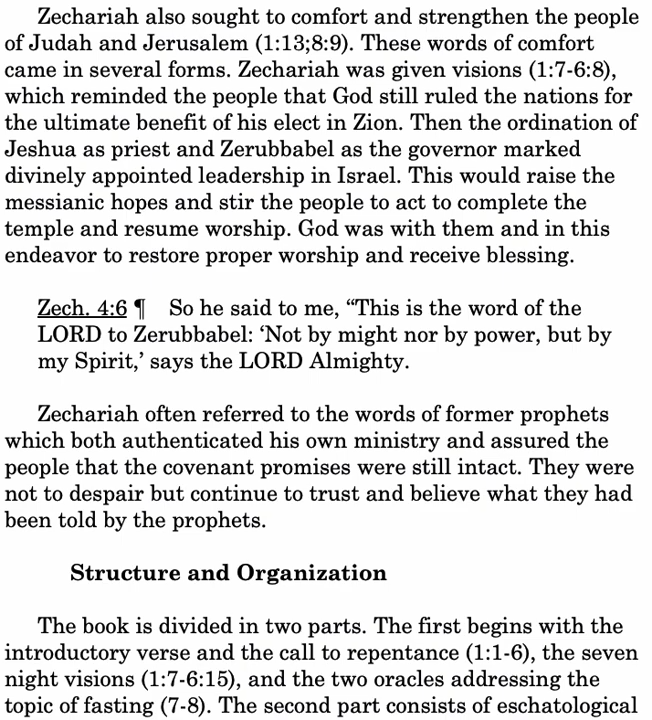 Zechariah also sought to comfort and strengthen the people
of Judah and Jerusalem (1:13;8:9). These words of comfort
came in several forms. Zechariah was given visions (1:7-6:8),
which reminded the people that God still ruled the nations for
the ultimate benefit of his elect in Zion. Then the ordination of
Jeshua as priest and Zerubbabel as the governor marked
divinely appointed leadership in Israel. This would raise the
messianic hopes and stir the people to act to complete the
temple and resume worship. God was with them and in this
endeavor to restore proper worship and receive blessing.
Zech. 4:6 ¶ So he said to me, “This is the word of the
LORD to Zerubbabel: ‘Not by might nor by power, but by
my Spirit,’ says the LORD Almighty.
Zechariah often referred to the words of former prophets
which both authenticated his own ministry and assured the
people that the covenant promises were still intact. They were
not to despair but continue to trust and believe what they had
been told by the prophets.
Structure and Organization
The book is divided in two parts. The first begins with the
introductory verse and the call to repentance (1:1-6), the seven
night visions (1:7-6:15), and the two oracles addressing the
topic of fasting (7-8). The second part consists of eschatological